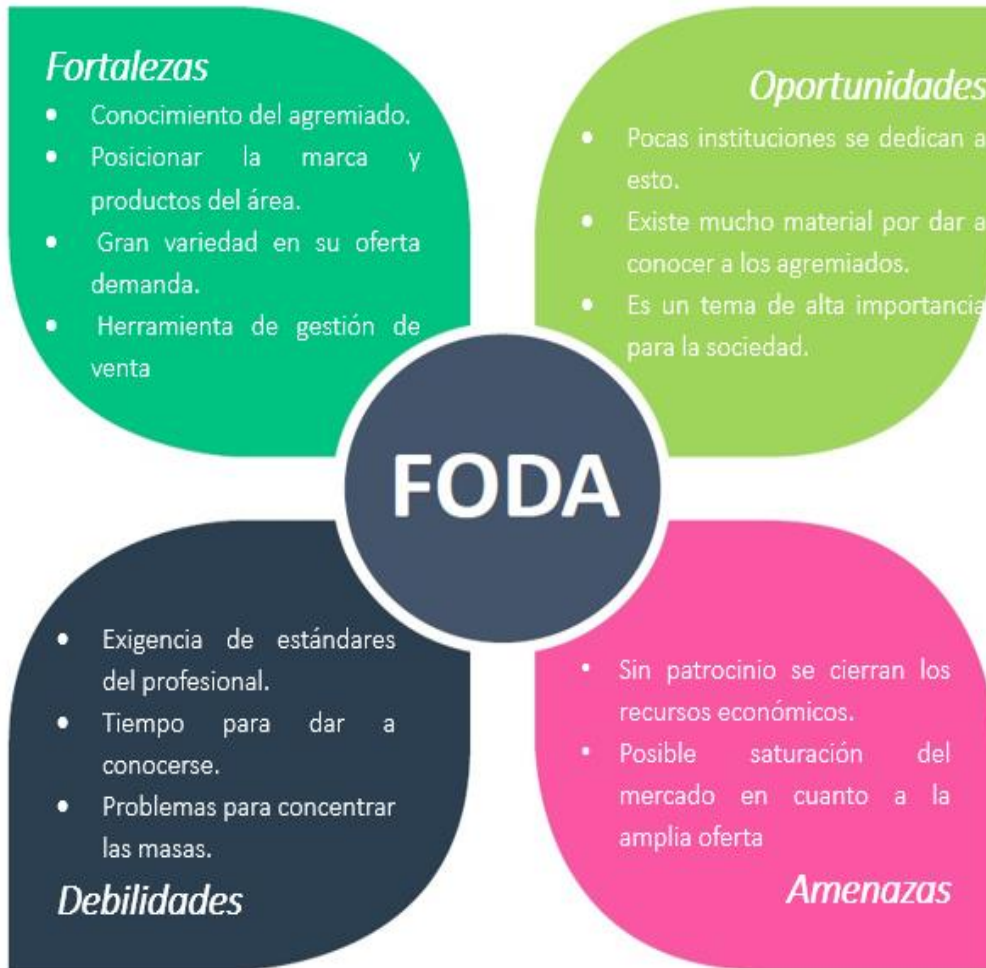 Fortalezas
• Conocimiento del agremiado.
• Posicionar la marca y
productos del área.
• Gran variedad en su oferta
demanda.
• Herramienta de gestión de
venta
Oportunidades
• Pocas instituciones se dedican a
esto.
• Existe mucho material por dar a
conocer a los agremiados.
• Es un tema de alta importancia
para la sociedad.
FODA
• Exigencia de estándares
del profesional.
• Tiempo para dar a
conocerse.
• Problemas para concentrar
las masas.
Debilidades
• Sin patrocinio se cierran los
recursos económicos.
• Posible saturación del
mercado en cuanto a la
amplia oferta
Amenazas